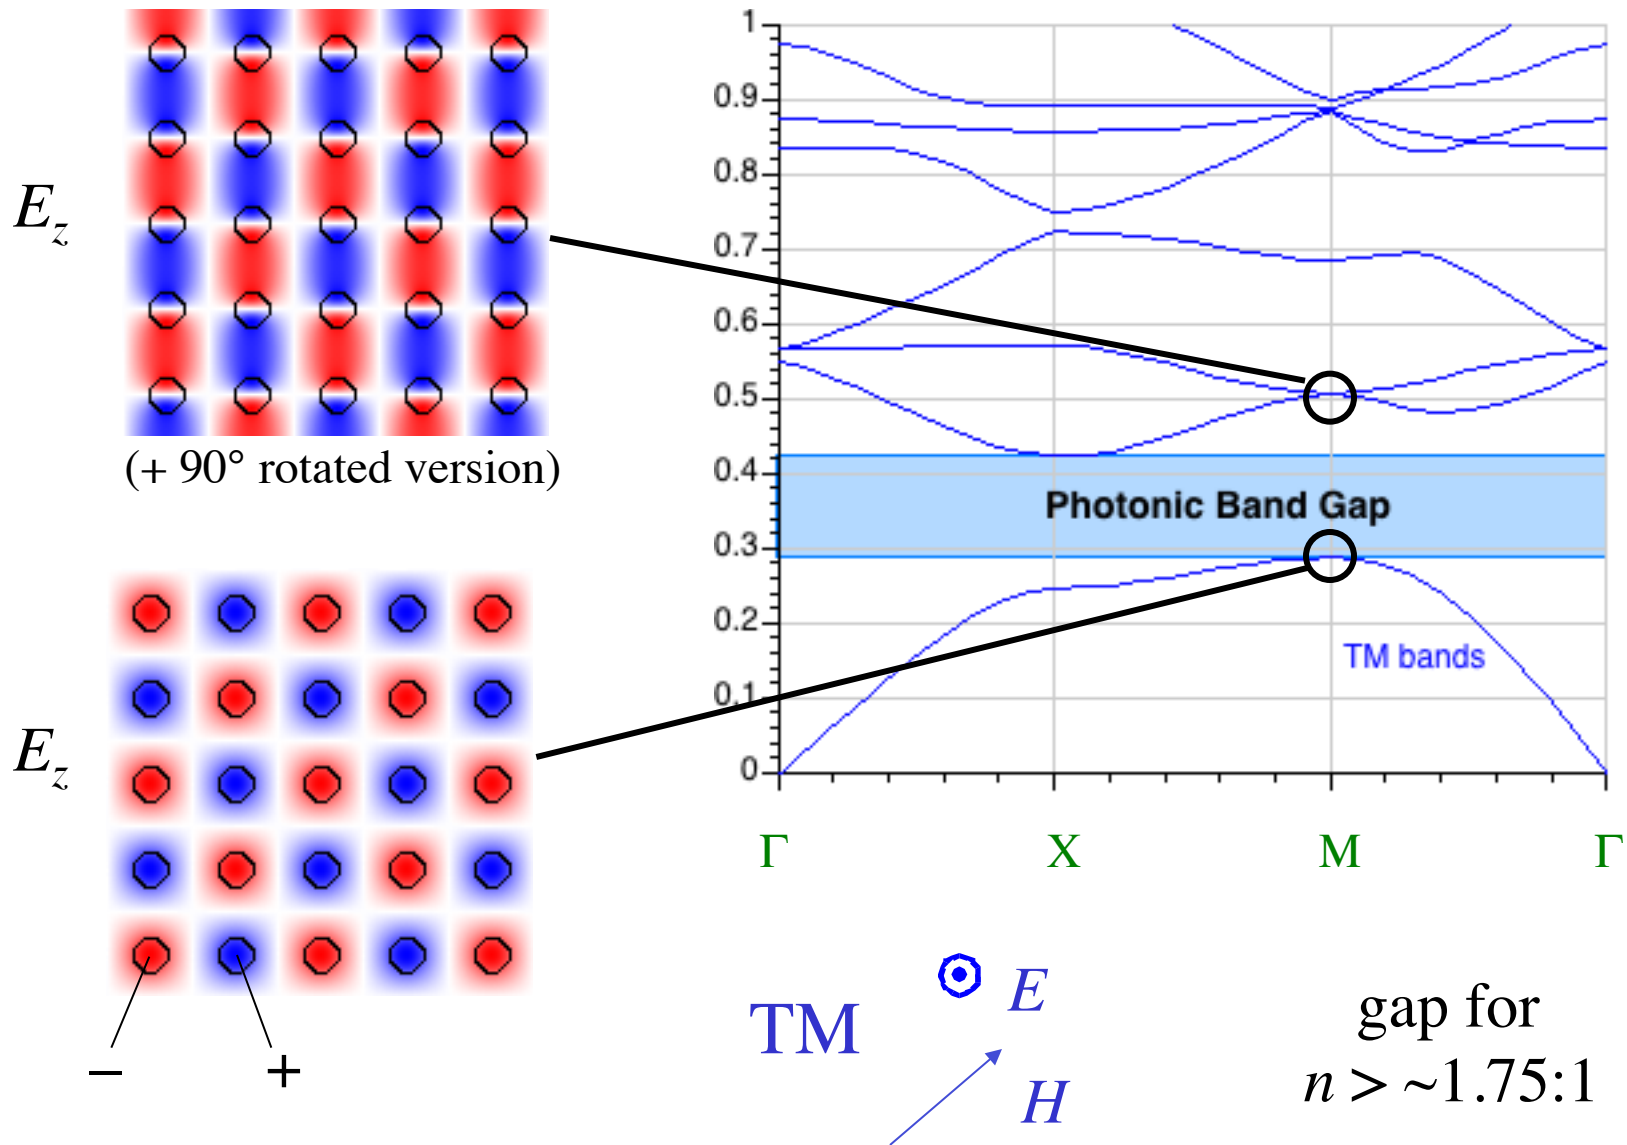 E_z
(+ 90° rotated version)
E_z
−
+
1
0.9
0.8
0.7
0.6
0.5
0.4
0.3
0.2
0.1
0
Photonic Band Gap
TM bands
Γ X M Γ
TM
E
H
gap for
n > ~1.75:1